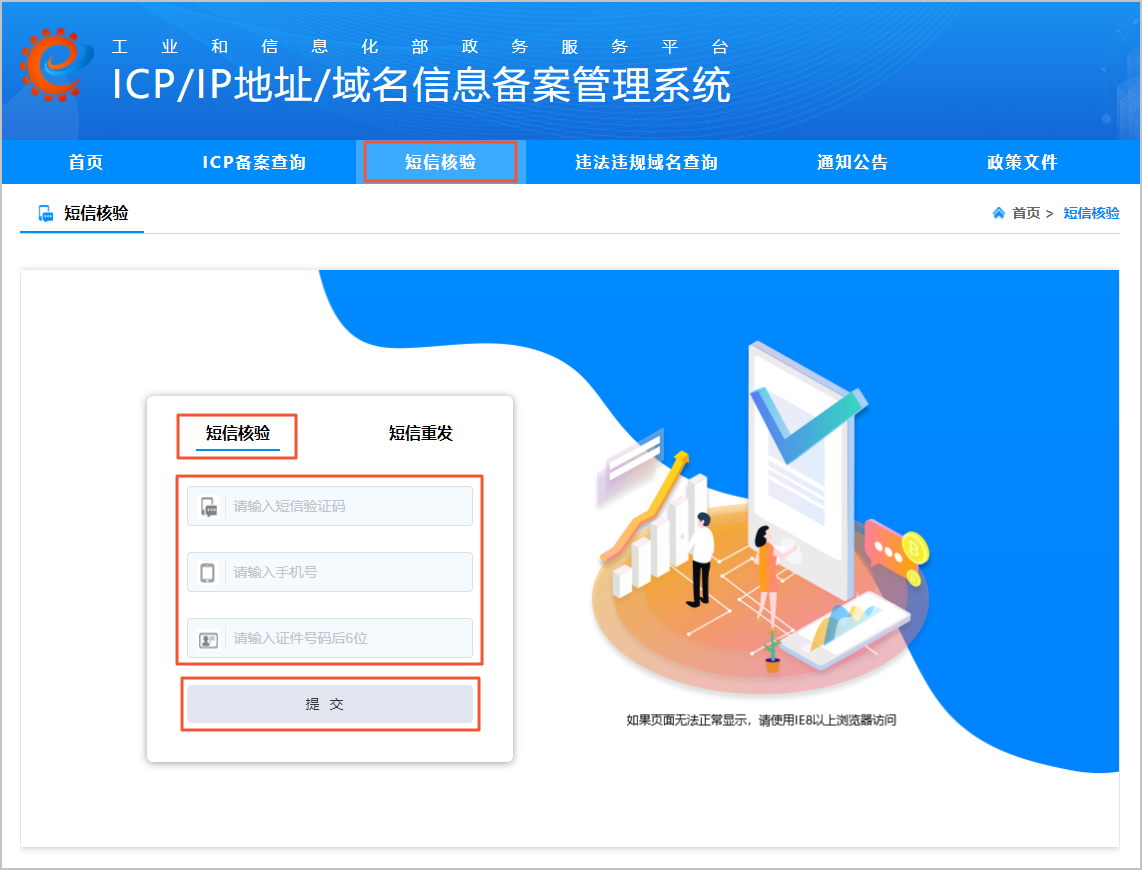 工业和信息化部政务服务平台
ICP/IP地址/域名信息备案管理系统
首页 ICP备案查询 短信核验 违法违规域名查询 通知公告 政策文件
短信核验
首页 > 短信核验
短信核验 短信重发
请输入短信验证码
请输入手机号
请输入证件号码后6位
提 交
如果页面无法正常显示，请使用IE8以上浏览器访问